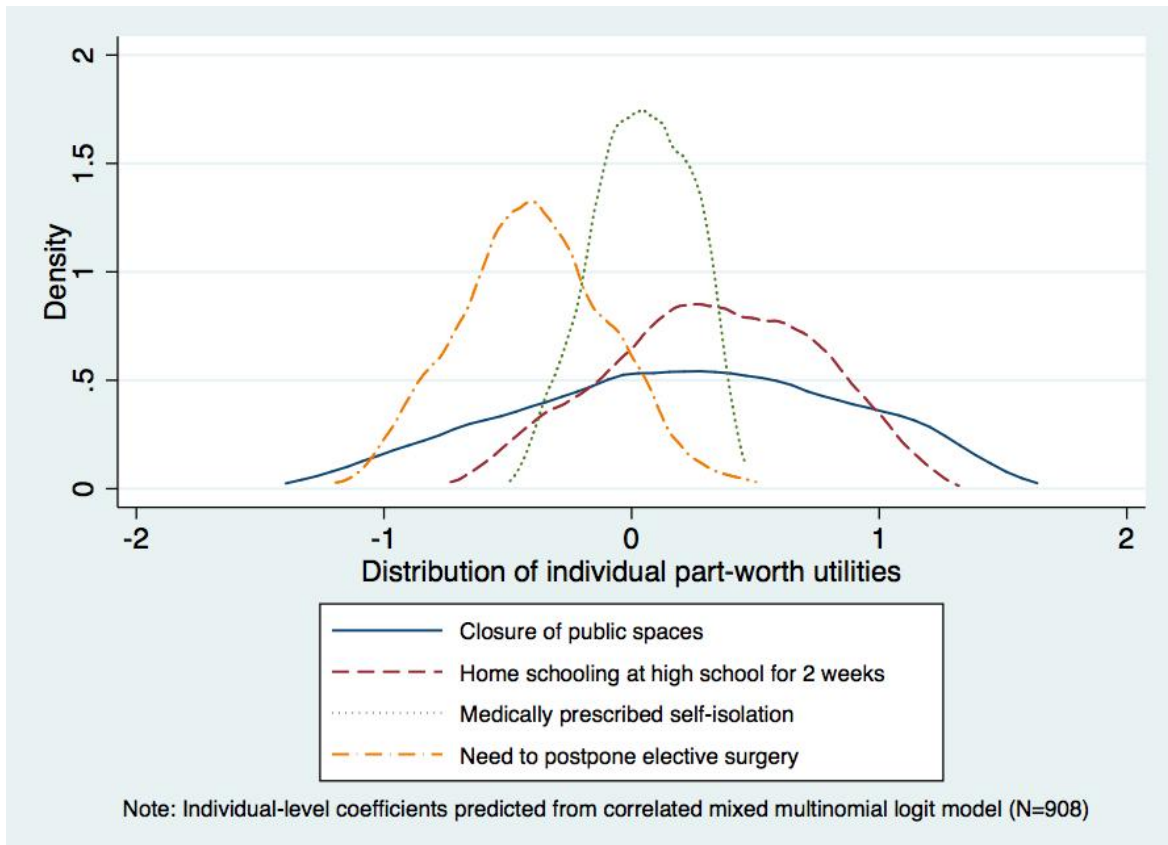 2
1.5
1
.5
0
Density
-2 -1 0 1 2
Distribution of individual part-worth utilities
Closure of public spaces
Home schooling at high school for 2 weeks
Medically prescribed self-isolation
Need to postpone elective surgery
Note: Individual-level coefficients predicted from correlated mixed multinomial logit model (N=908)